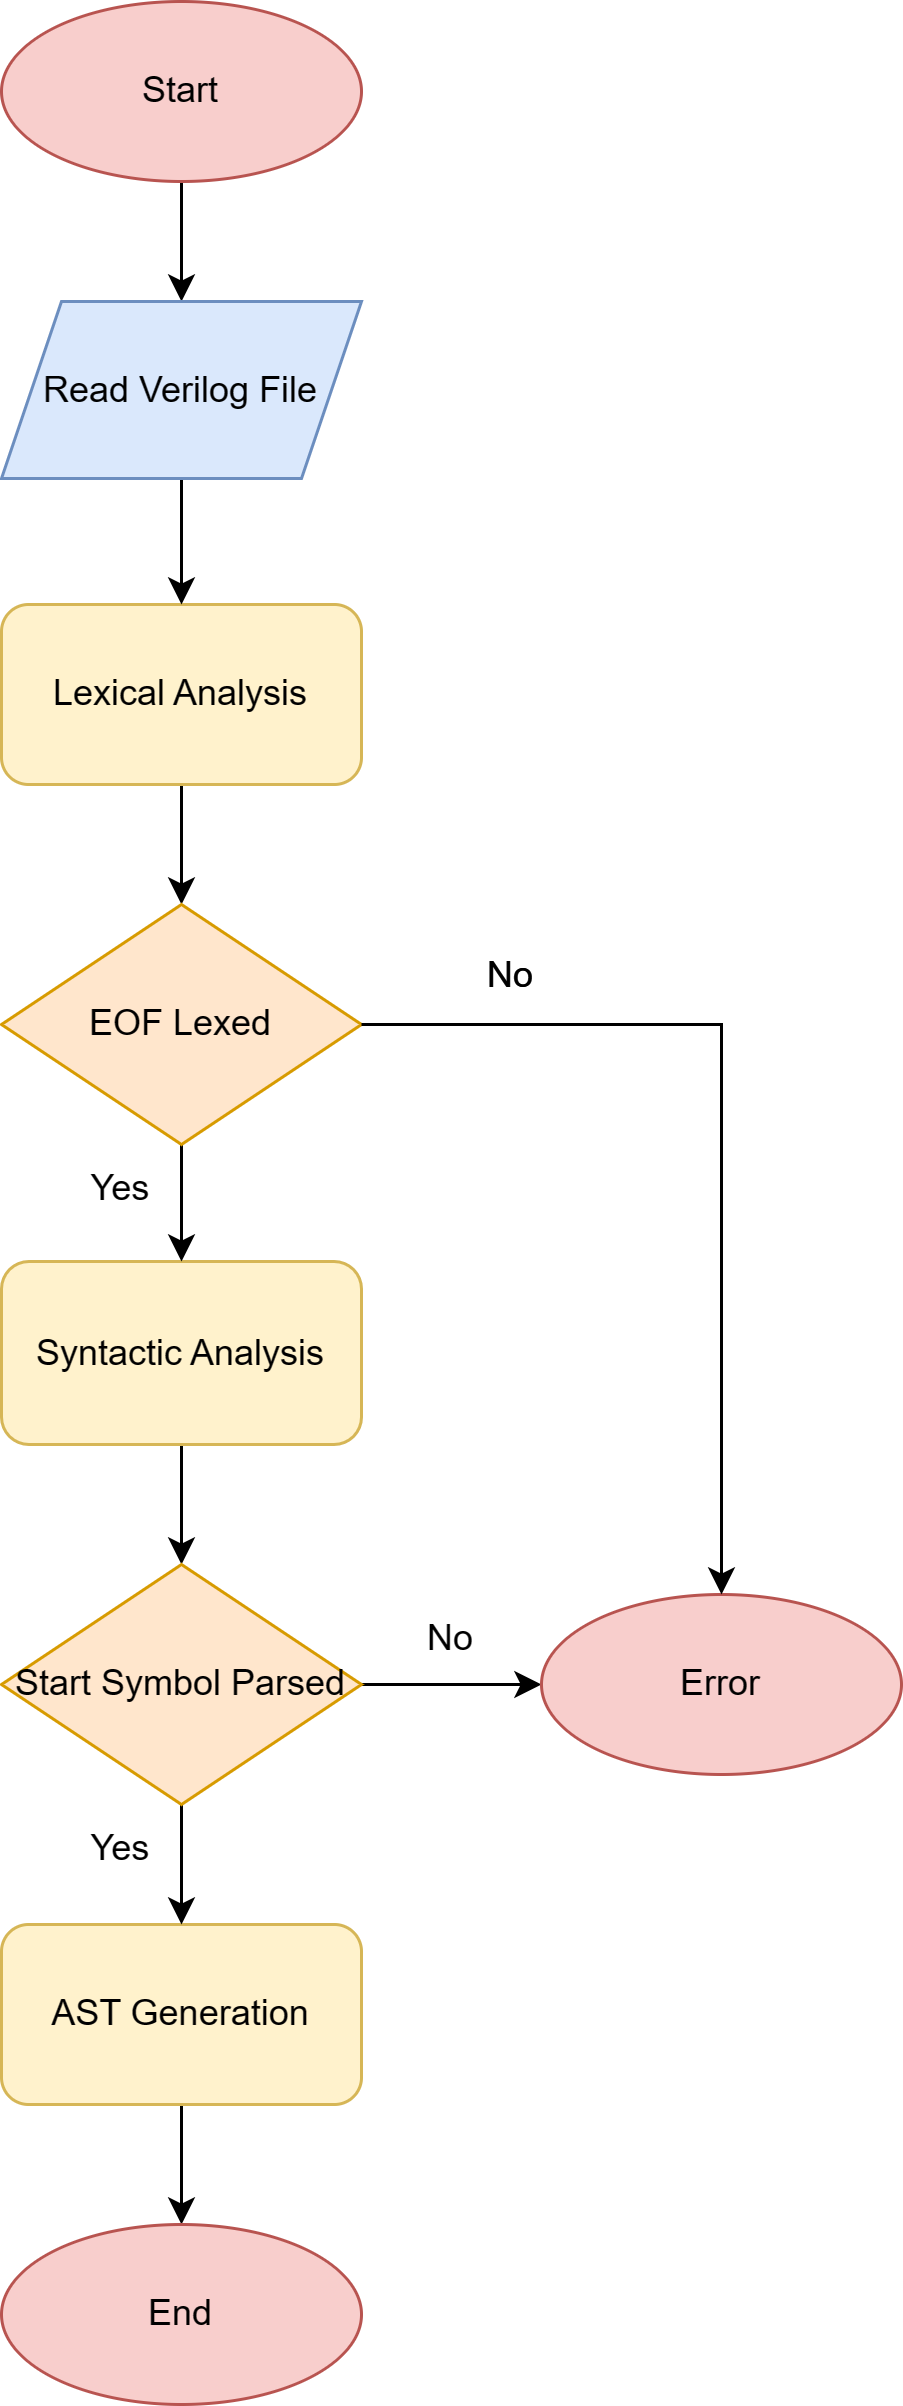 Start
Read Verilog File
Lexical Analysis
EOF Lexed
No
Yes
Syntactic Analysis
Start Symbol Parsed
No
Error
Yes
AST Generation
End